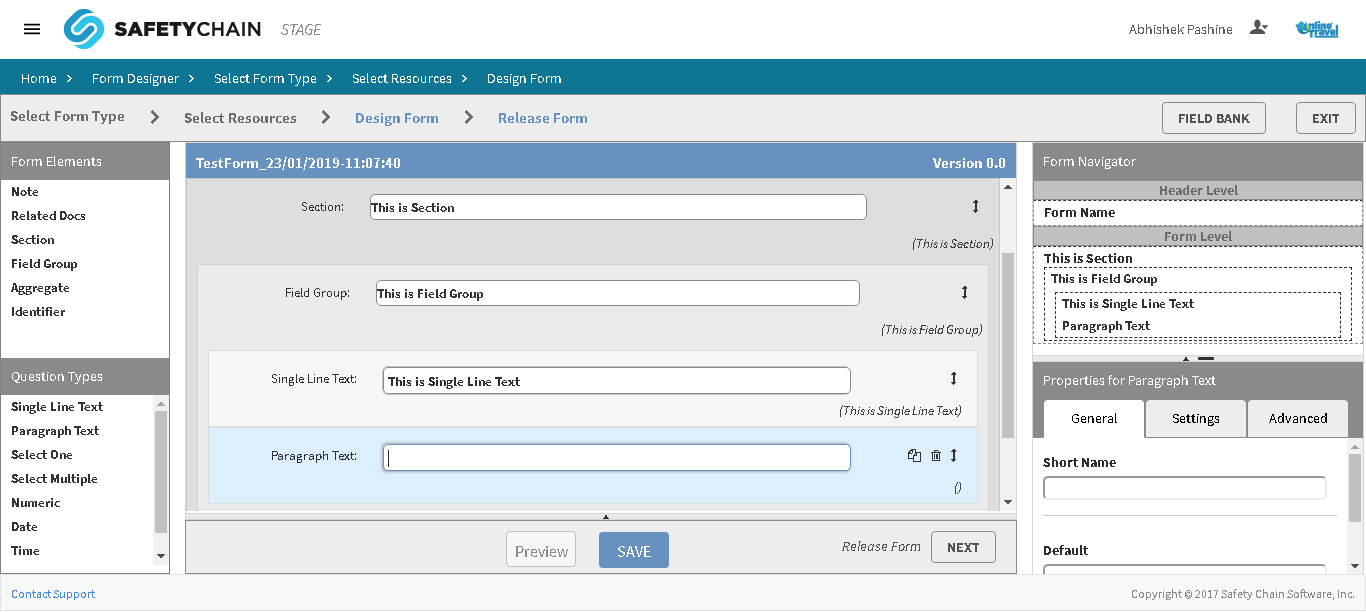 SAFETYCHAIN STAGE
Abhishek Pashine
Online Travel
Home > Form Designer > Select Form Type > Select Resources > Design Form
Select Form Type > Select Resources > Design Form > Release Form
FIELD BANK
EXIT
Form Elements
Note
Related Docs
Section
Field Group
Aggregate
Identifier
Question Types
Single Line Text
Paragraph Text
Select One
Select Multiple
Numeric
Date
Time
TestForm_23/01/2019-11:07:40
Version 0.0
Section: This is Section
(This is Section)
Field Group: This is Field Group
(This is Field Group)
Single Line Text: This is Single Line Text
(This is Single Line Text)
Paragraph Text:
()
Preview
SAVE
Release Form
NEXT
Form Navigator
Header Level
Form Name
Form Level
This is Section
This is Field Group
This is Single Line Text
Paragraph Text
Properties for Paragraph Text
General
Settings
Advanced
Short Name
Default
Contact Support
Copyright © 2017 Safety Chain Software, Inc.